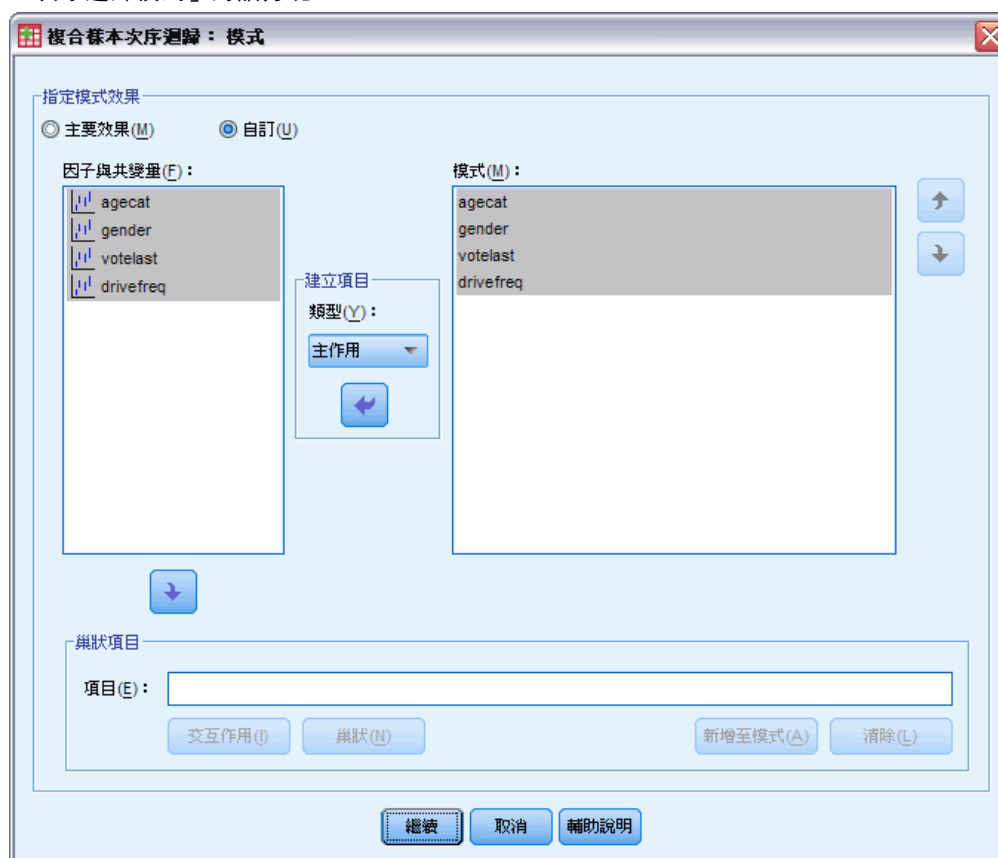 複合樣本次序迴歸：模式
指定模式效果
主要效果(M)
自訂(U)
因子與共變量(F)：
agecat
gender
votelast
drivefreq
建立項目
類型(Y)：
主作用
模式(M)：
agecat
gender
votelast
drivefreq
巢狀項目
項目(E)：
交互作用(I)
巢狀(N)
新增至模式(A)
清除(L)
繼續
取消
輔助說明